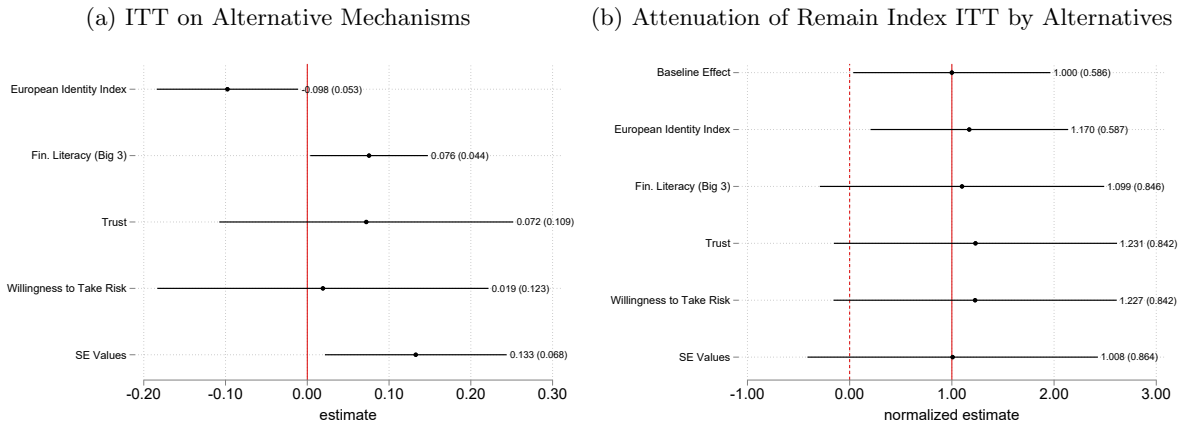 (a) ITT on Alternative Mechanisms
European Identity Index
-0.098 (0.053)
Fin. Literacy (Big 3)
0.076 (0.044)
Trust
0.072 (0.109)
Willingness to Take Risk
0.019 (0.123)
SE Values
0.133 (0.068)
-0.20 -0.10 0.00 0.10 0.20 0.30
estimate
(b) Attenuation of Remain Index ITT by Alternatives
Baseline Effect
1.000 (0.586)
European Identity Index
1.170 (0.587)
Fin. Literacy (Big 3)
1.099 (0.846)
Trust
1.231 (0.842)
Willingness to Take Risk
1.227 (0.842)
SE Values
1.008 (0.864)
-1.00 0.00 1.00 2.00 3.00
normalized estimate